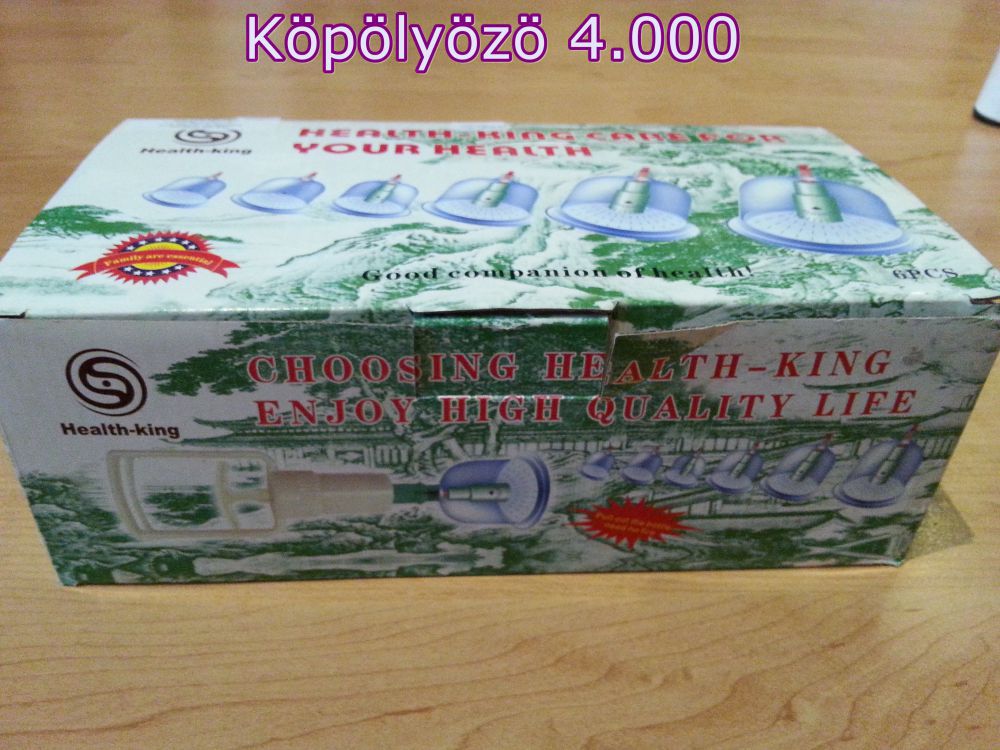 Köpölyözö 4.000
Health-king
HEALTH-KING CARE FOR
YOUR HEALTH
Family are essential
Good companion of health!
6PCS
CHOOSING HEALTH-KING
ENJOY HIGH QUALITY LIFE
Health-king